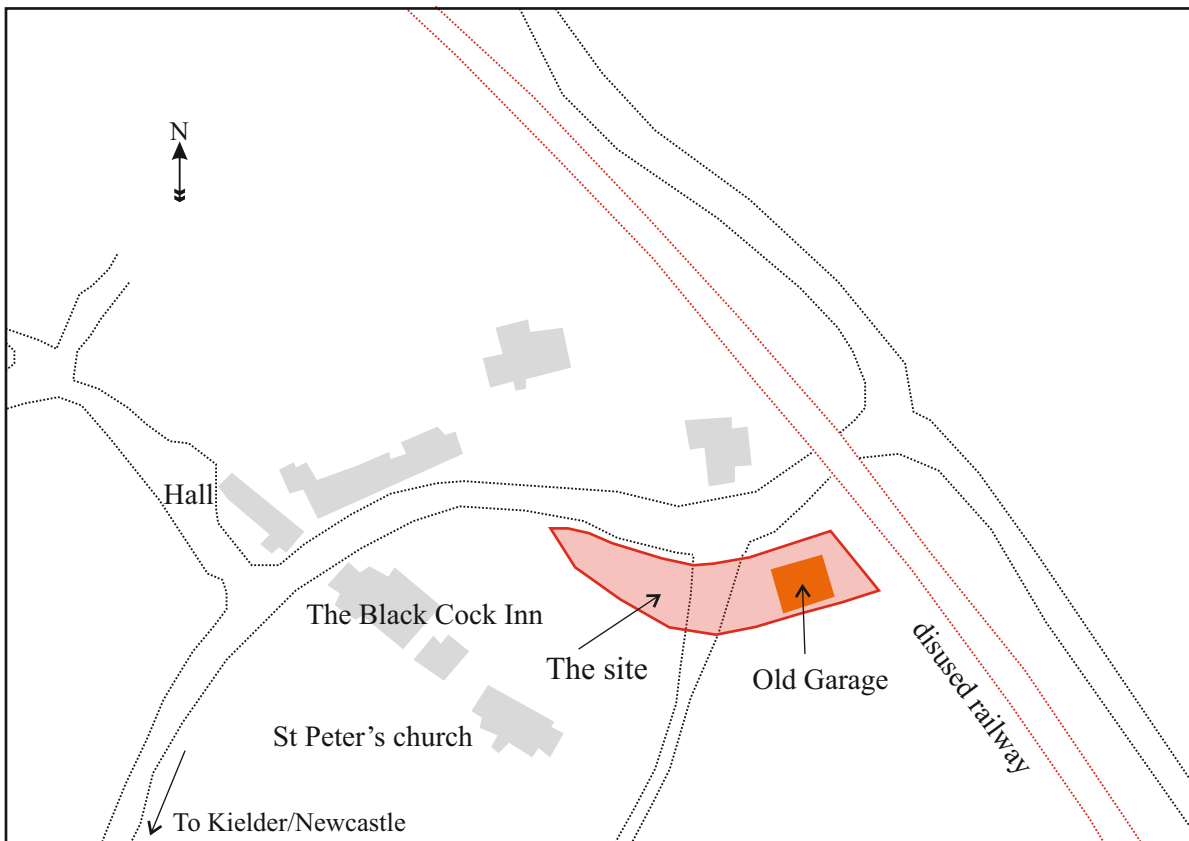 N
Hall
The Black Cock Inn
The site
Old Garage
disused railway
St Peter's church
To Kielder/Newcastle